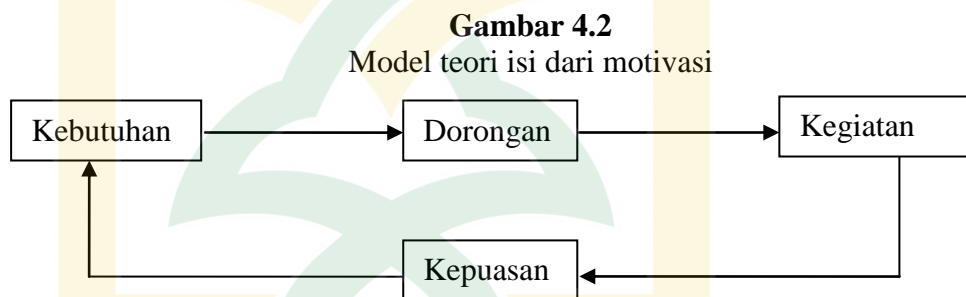 Gambar 4.2
Model teori isi dari motivasi
Kebutuhan
Dorongan
Kegiatan
Kepuasan